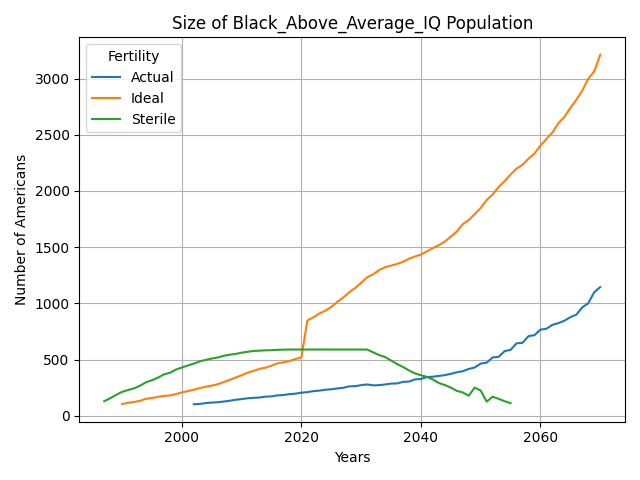 Size of Black_Above_Average_IQ Population
Fertility
Actual
Ideal
Sterile
Number of Americans
3000
2500
2000
1500
1000
500
0
2000
2020
2040
2060
Years